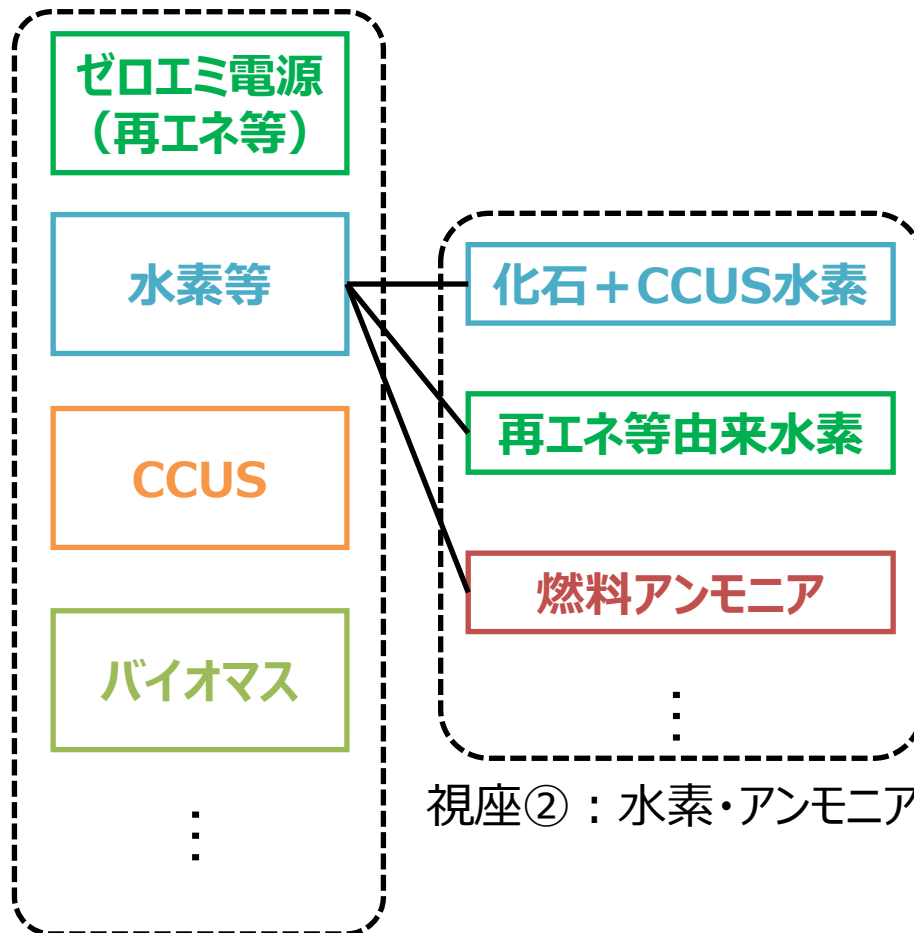 ゼロエミ電源
（再エネ等）
水素等
CCUS
バイオマス
⋮
化石＋CCUS水素
再エネ等由来水素
燃料アンモニア
⋮
視座②：水素・アンモニア